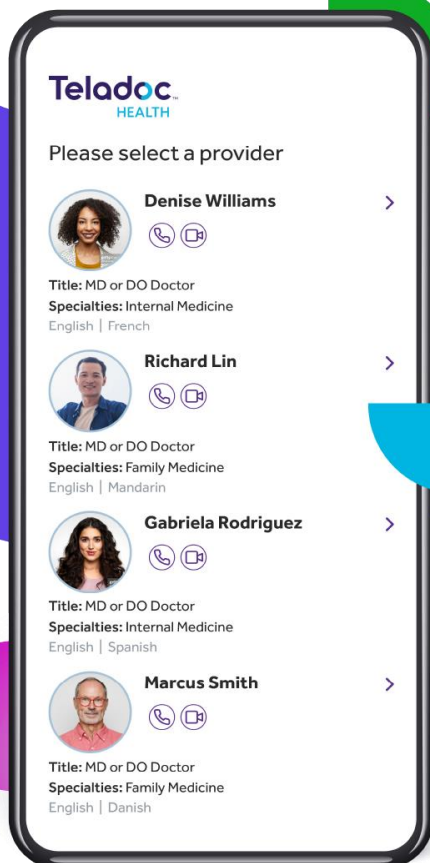 Teladoc™
HEALTH
Please select a provider
Denise Williams
Title: MD or DO Doctor
Specialties: Internal Medicine
English | French
Richard Lin
Title: MD or DO Doctor
Specialties: Family Medicine
English | Mandarin
Gabriela Rodriguez
Title: MD or DO Doctor
Specialties: Internal Medicine
English | Spanish
Marcus Smith
Title: MD or DO Doctor
Specialties: Family Medicine
English | Danish